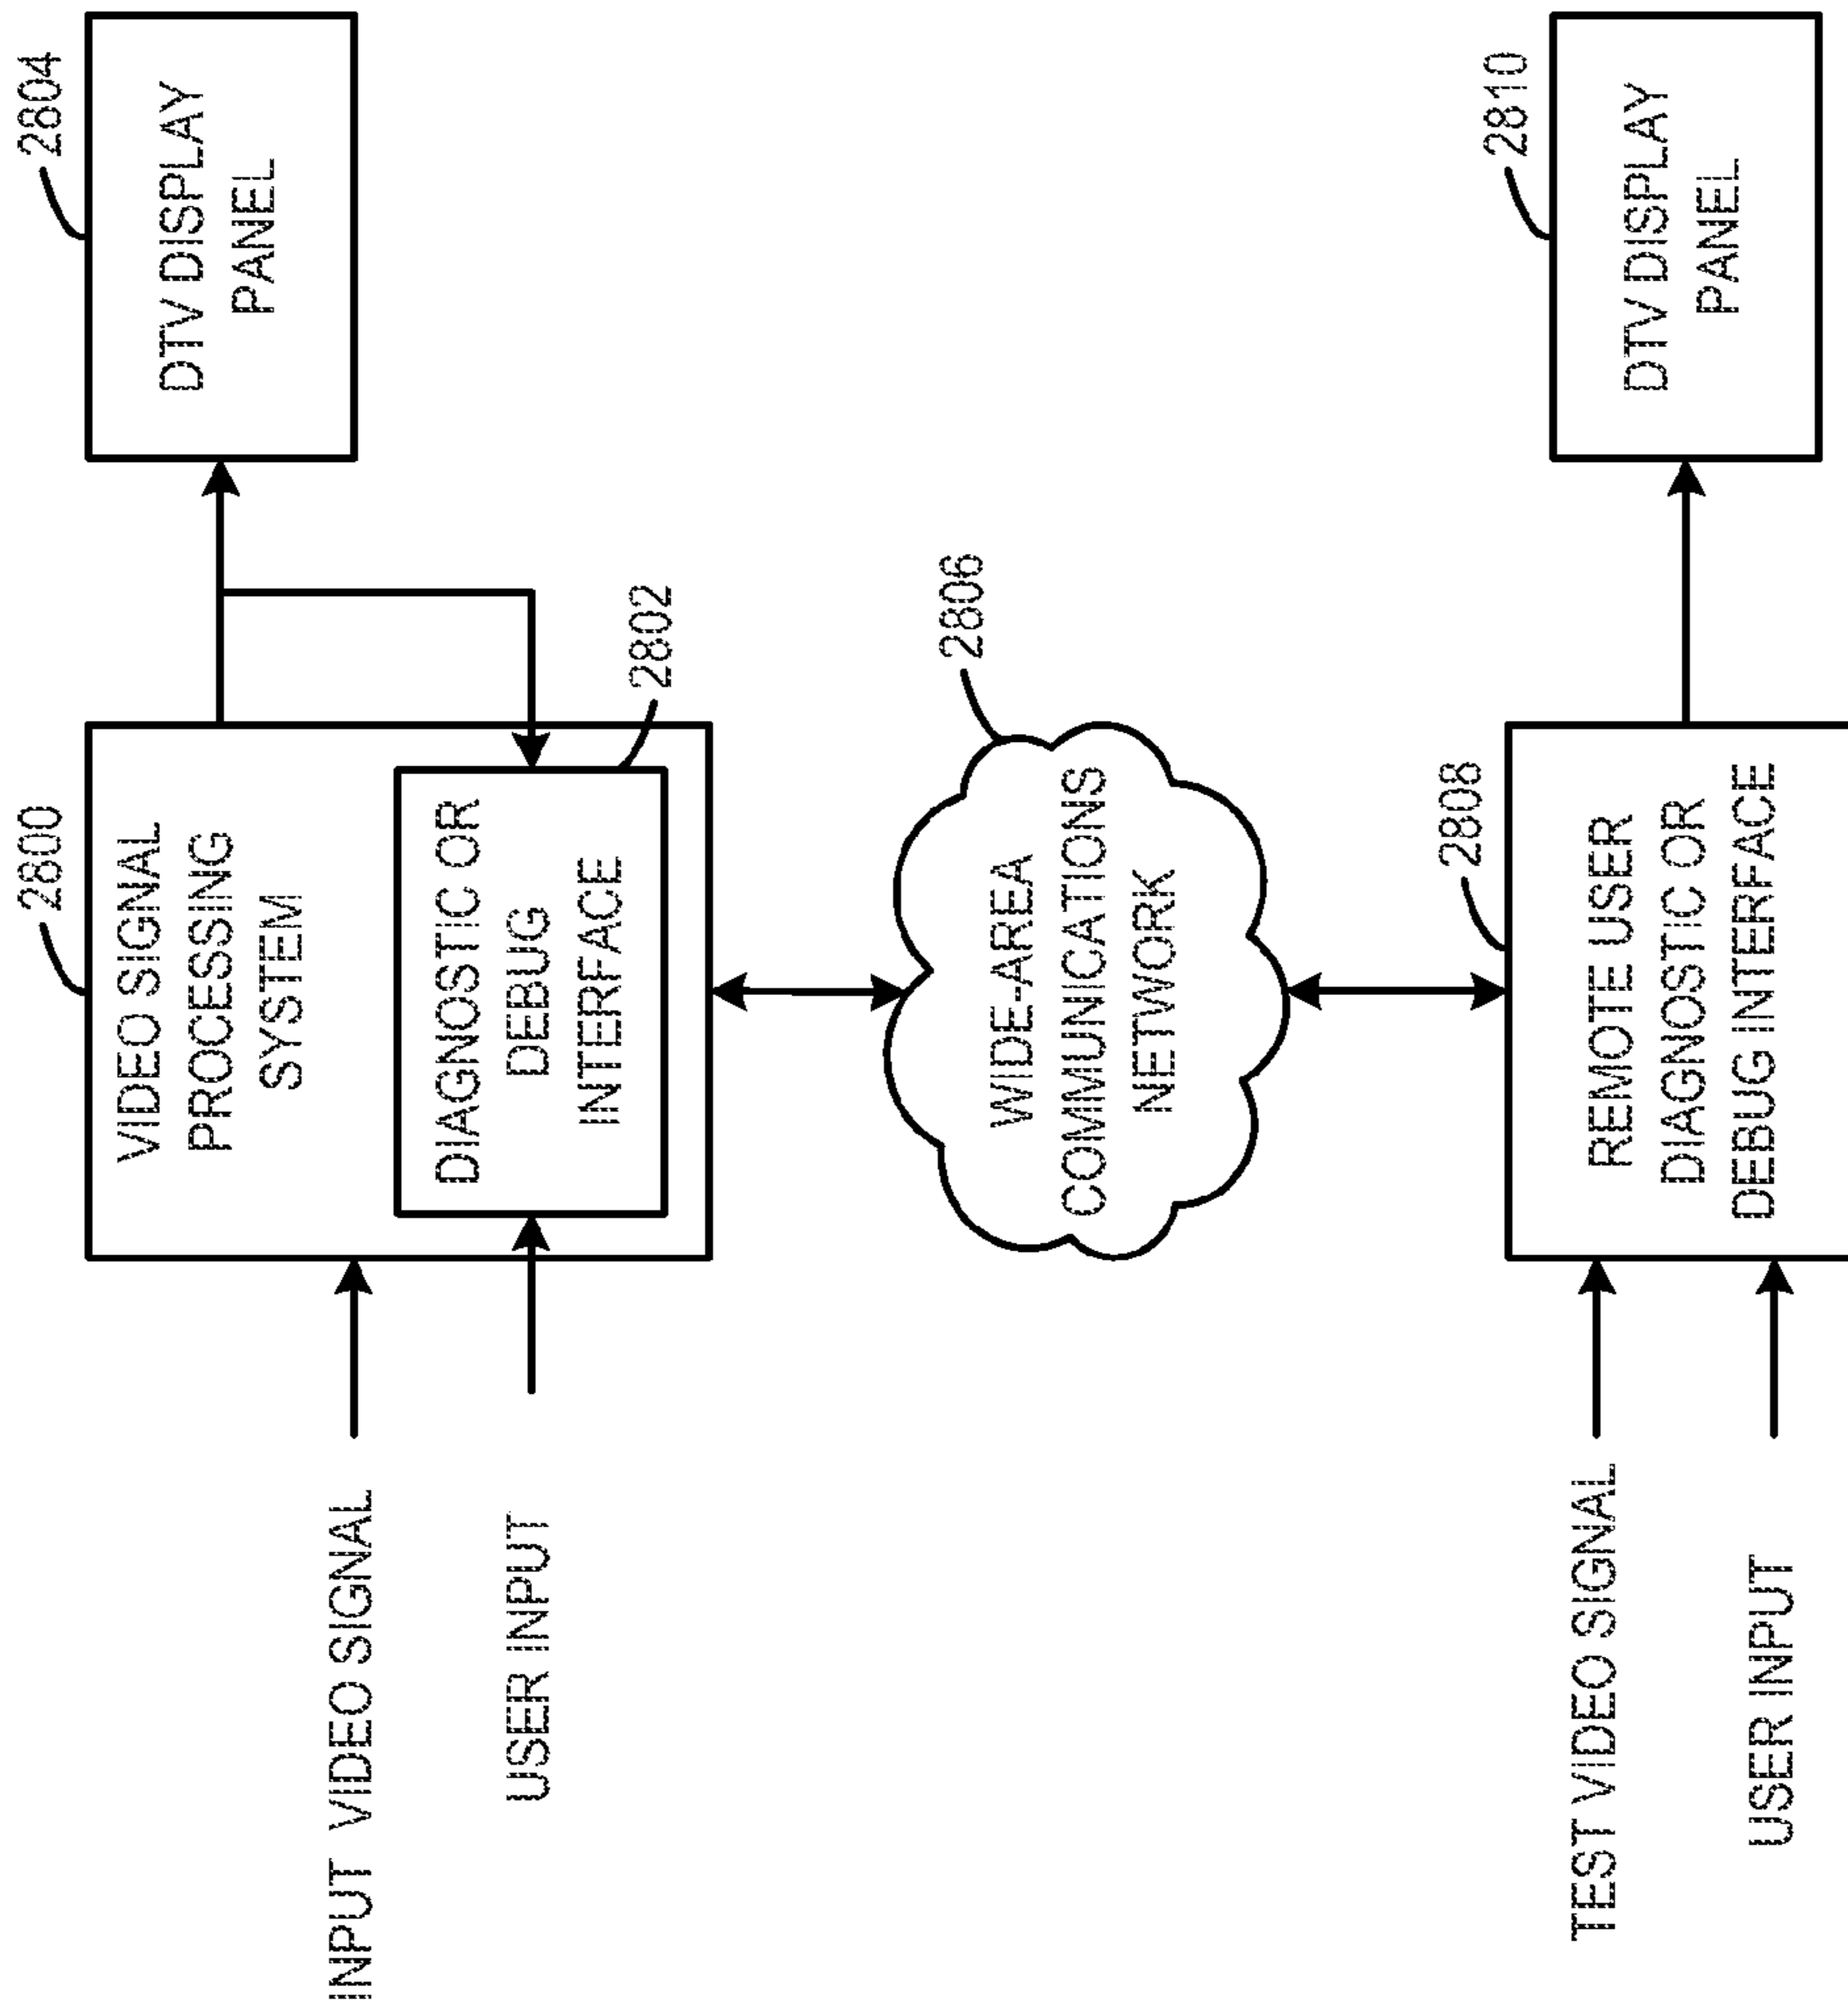 2800
2804
VIDEO SIGNAL
PROCESSING
SYSTEM
DTV DISPLAY
PANEL
INPUT VIDEO SIGNAL
DIAGNOSTIC OR
DEBUG
INTERFACE
2802
USER INPUT
2806
WIDE-AREA
COMMUNICATIONS
NETWORK
2808
2810
TEST VIDEO SIGNAL
REMOTE USER
DIAGNOSTIC OR
DEBUG INTERFACE
DTV DISPLAY
PANEL
USER INPUT